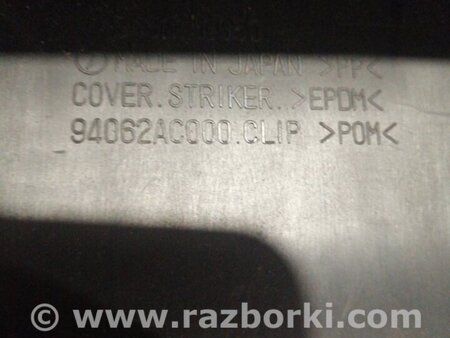 MADE IN JAPAN >PP<
COVER.STRIKER..>EPDM<
94062AC000.CLIP >POM<
© www.razborki.com